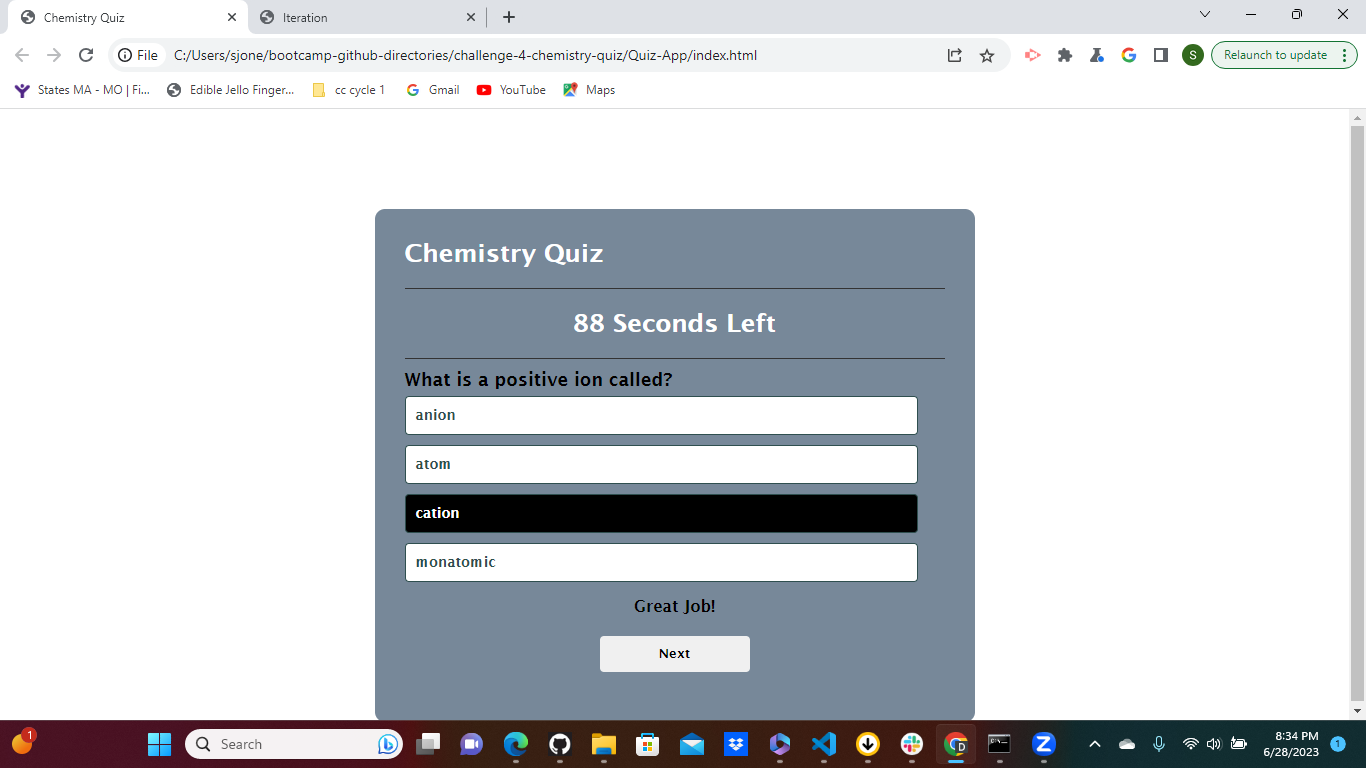 Chemistry Quiz
Iteration
File
C:/Users/sjone/bootcamp-github-directories/challenge-4-chemistry-quiz/Quiz-App/index.html
S
Relaunch to update
States MA - MO | Fi...
Edible Jello Finger...
cc cycle 1
Gmail
YouTube
Maps
Chemistry Quiz
88 Seconds Left
What is a positive ion called?
anion
atom
cation
monatomic
Great Job!
Next
1
Search
D
8:34 PM
6/28/2023
1